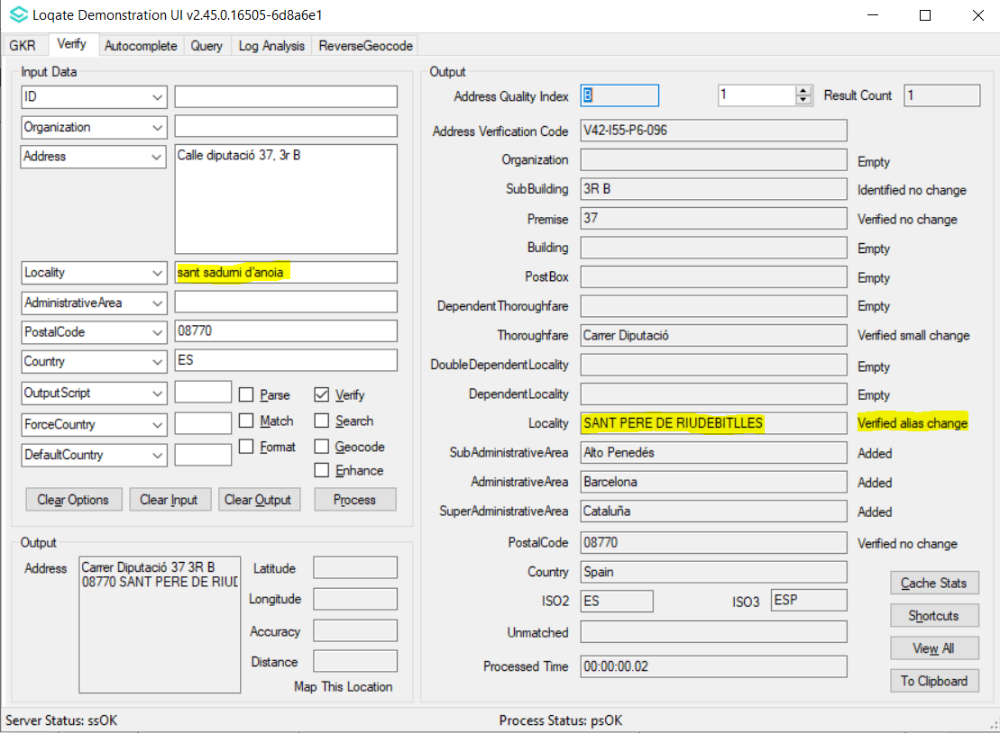 Loqate Demonstration UI v2.45.0.16505-6d8a6e1
GKR Verify Autocomplete Query Log Analysis ReverseGeocode
Input Data
ID
Organization
Address Calle diputació 37, 3r B
Locality sant sadurni d'anoia
AdministrativeArea
PostalCode 08770
Country ES
OutputScript Parse Verify
ForceCountry Match Search
DefaultCountry Format Geocode
Enhance
Clear Options Clear Input Clear Output Process
Output
Address Carrer Diputació 37 3R B
08770 SANT PERE DE RIUD
Latitude
Longitude
Accuracy
Distance
Map This Location
Output
Address Quality Index B 1 Result Count 1
Address Verification Code V42-I55-P6-096
Organization Empty
SubBuilding 3R B Identified no change
Premise 37 Verified no change
Building Empty
PostBox Empty
DependentThoroughfare Empty
Thoroughfare Carrer Diputació Verified small change
DoubleDependentLocality Empty
DependentLocality Empty
Locality SANT PERE DE RIUDEBITLLES Verified alias change
SubAdministrativeArea Alto Penedés Added
AdministrativeArea Barcelona Added
SuperAdministrativeArea Cataluña Added
PostalCode 08770 Verified no change
Country Spain
ISO2 ES ISO3 ESP
Unmatched
Processed Time 00:00:00.02
Cache Stats
Shortcuts
View All
To Clipboard
Server Status: ssOK Process Status: psOK